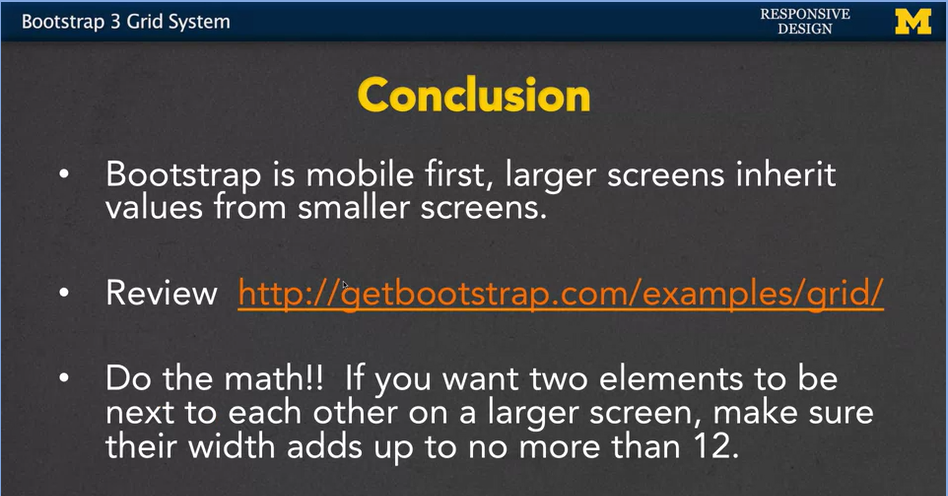 Bootstrap 3 Grid System
RESPONSIVE
DESIGN
M
Conclusion
• Bootstrap is mobile first, larger screens inherit
values from smaller screens.
• Review http://getbootstrap.com/examples/grid/
• Do the math!! If you want two elements to be
next to each other on a larger screen, make sure
their width adds up to no more than 12.